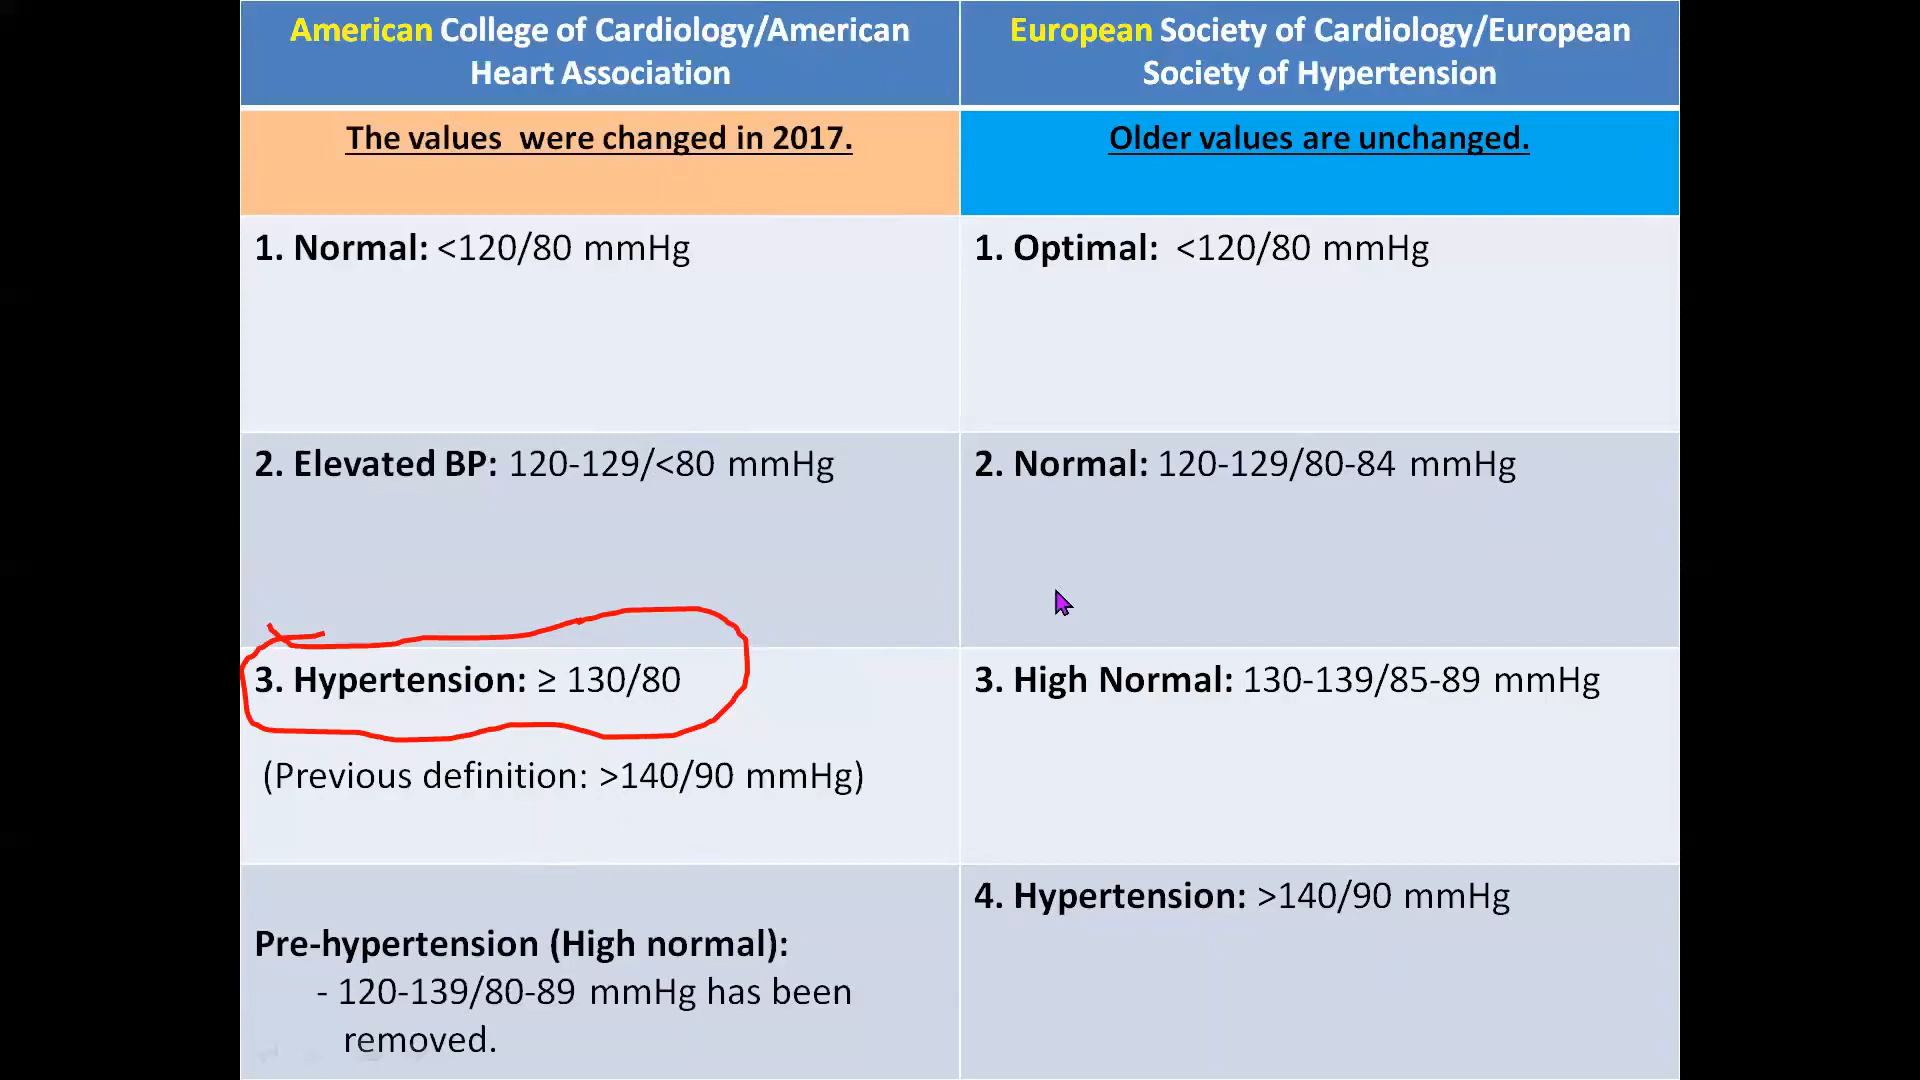 American College of Cardiology/American
Heart Association
European Society of Cardiology/European
Society of Hypertension
The values were changed in 2017.
Older values are unchanged.
1. Normal: <120/80 mmHg
1. Optimal: <120/80 mmHg
2. Elevated BP: 120-129/<80 mmHg
2. Normal: 120-129/80-84 mmHg
3. Hypertension: ≥ 130/80
(Previous definition: >140/90 mmHg)
3. High Normal: 130-139/85-89 mmHg
Pre-hypertension (High normal):
- 120-139/80-89 mmHg has been
removed.
4. Hypertension: >140/90 mmHg